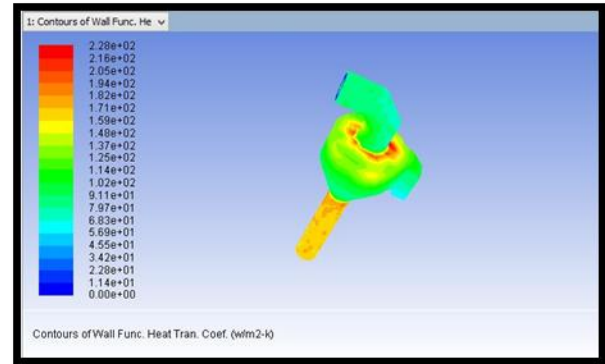 1: Contours of Wall Func. He
2.28e+02
2.16e+02
2.05e+02
1.94e+02
1.82e+02
1.71e+02
1.59e+02
1.48e+02
1.37e+02
1.25e+02
1.14e+02
1.02e+02
9.11e+01
7.97e+01
6.83e+01
5.69e+01
4.55e+01
3.42e+01
2.28e+01
1.14e+01
0.00e+00
Contours of Wall Func. Heat Tran. Coef. (w/m2-k)